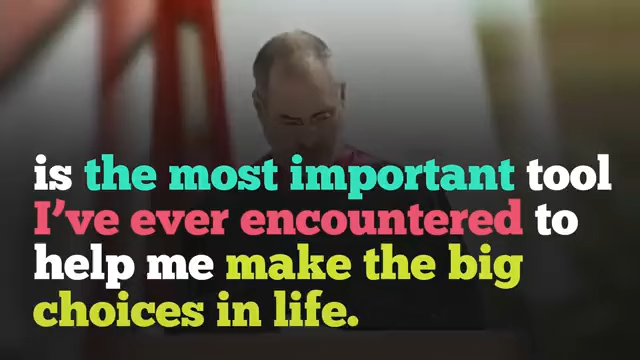 is the most important tool
I've ever encountered to
help me make the big
choices in life.